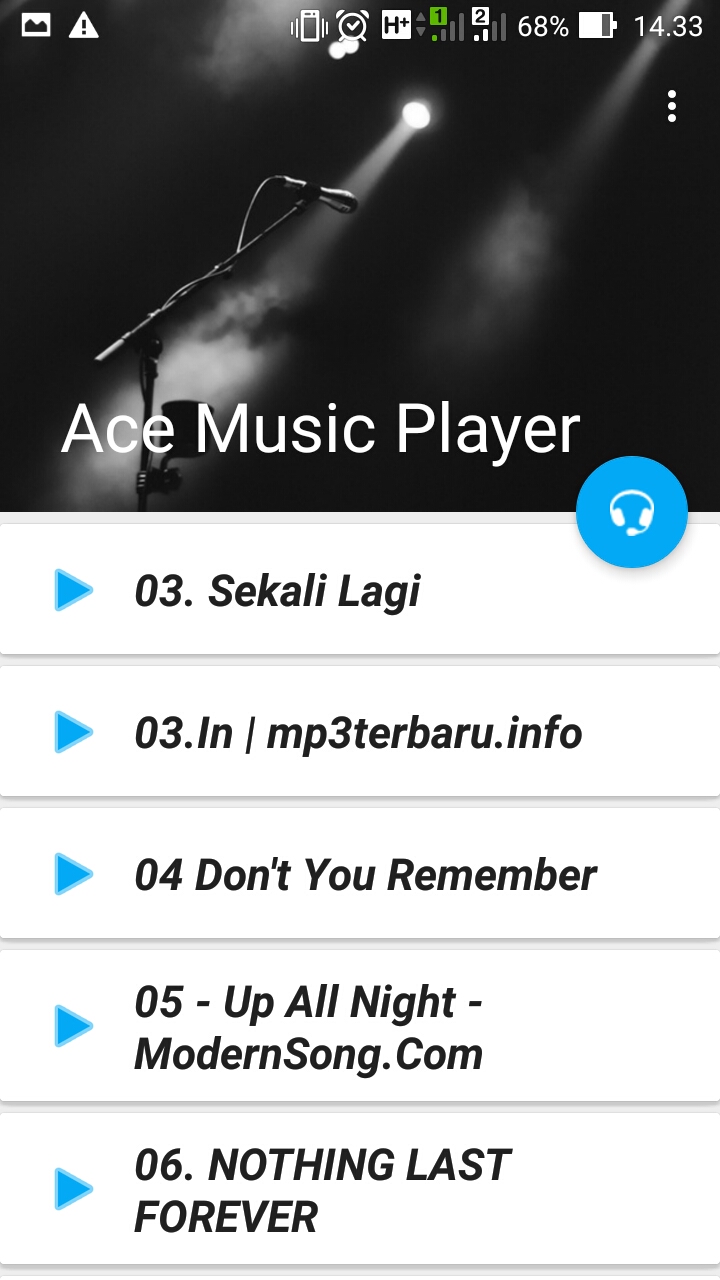 H+ 1 2 68% 14.33
Ace Music Player
03. Sekali Lagi
03.In | mp3terbaru.info
04 Don't You Remember
05 - Up All Night -
ModernSong.Com
06. NOTHING LAST
FOREVER